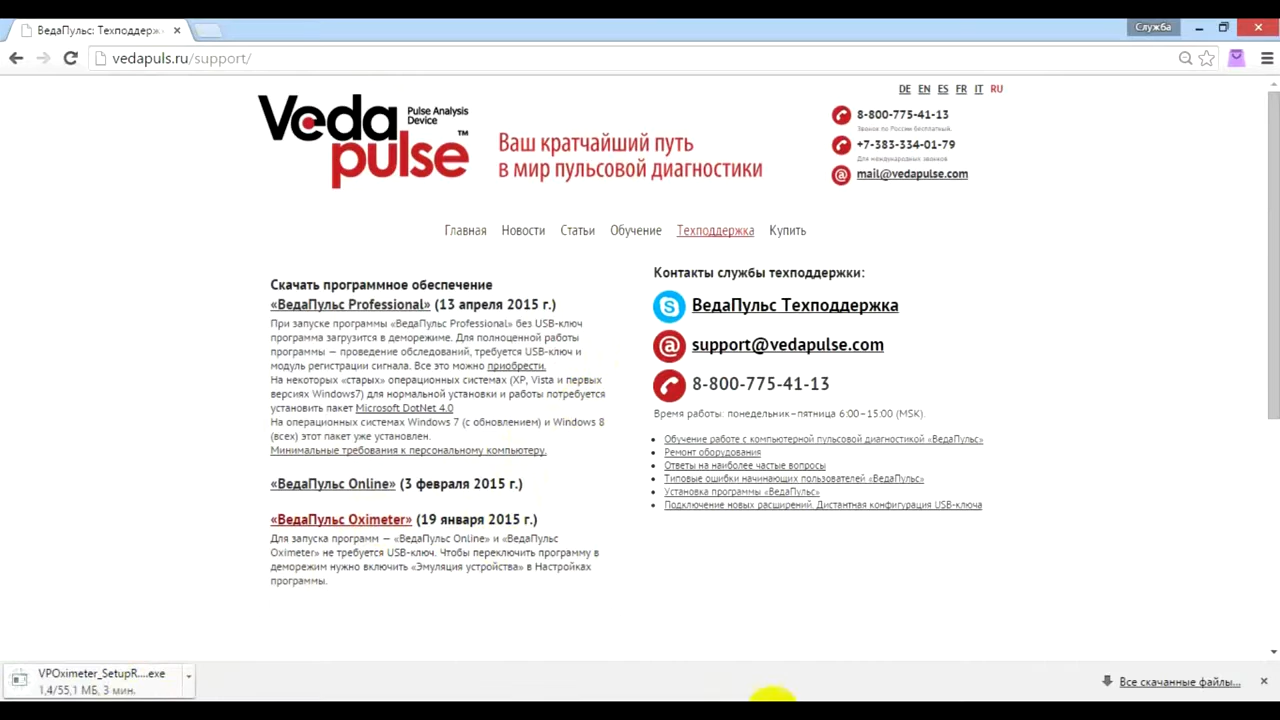 ВедаПульс: Техподдерж
Служба
vedapuls.ru/support/
DE EN ES FR IT RU
Veda pulse
Pulse Analysis
Device
TM
Ваш кратчайший путь
в мир пульсовой диагностики
8-800-775-41-13
Звонок по России бесплатный.
+7-383-334-01-79
Для международных звонков
mail@vedapulse.com
Главная Новости Статьи Обучение Техподдержка Купить
Скачать программное обеспечение
«ВедаПульс Professional» (13 апреля 2015 г.)
При запуске программы «ВедаПульс Professional» без USB-ключ
программа загрузится в деморежиме. Для полноценной работы
программы — проведение обследований, требуется USB-ключ и
модуль регистрации сигнала. Все это можно приобрести.
На некоторых «старых» операционных системах (XP, Vista и первых
версиях Windows7) для нормальной установки и работы потребуется
установить пакет Microsoft DotNet 4.0
На операционных системах Windows 7 (с обновлением) и Windows 8
(всех) этот пакет уже установлен.
Минимальные требования к персональному компьютеру.
«ВедаПульс Online» (3 февраля 2015 г.)
«ВедаПульс Oximeter» (19 января 2015 г.)
Для запуска программ — «ВедаПульс Online» и «ВедаПульс
Oximeter» не требуется USB-ключ. Чтобы переключить программу в
деморежим нужно включить «Эмуляция устройства» в Настройках
программы.
Контакты службы техподдержки:
ВедаПульс Техподдержка
support@vedapulse.com
8-800-775-41-13
Время работы: понедельник–пятница 6:00–15:00 (MSK).
Обучение работе с компьютерной пульсовой диагностикой «ВедаПульс»
Ремонт оборудования
Ответы на наиболее частые вопросы
Типовые ошибки начинающих пользователей «ВедаПульс»
Установка программы «ВедаПульс»
Подключение новых расширений. Дистантная конфигурация USB-ключа
VPOximeter_SetupR....exe
1,4/55,1 МБ, 3 мин.
Все скачанные файлы...